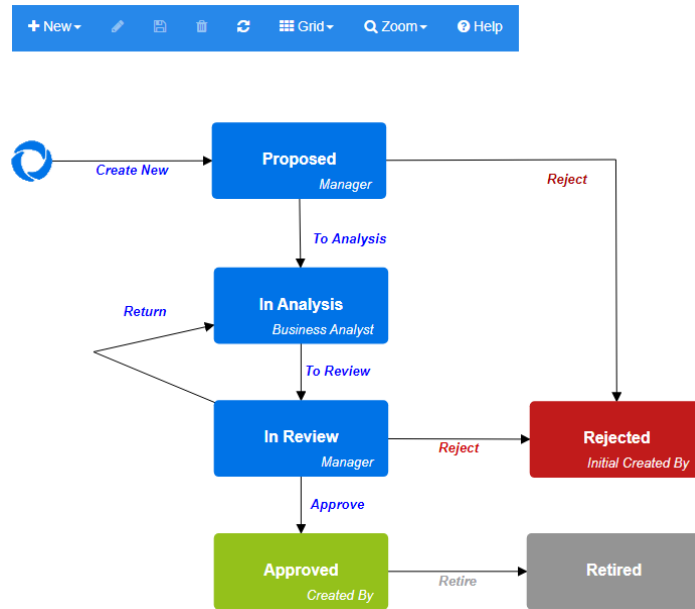 New
Grid
Zoom
Help
Proposed
Manager
Create New
Reject
To Analysis
In Analysis
Business Analyst
Return
To Review
In Review
Manager
Reject
Rejected
Initial Created By
Approve
Approved
Created By
Retire
Retired